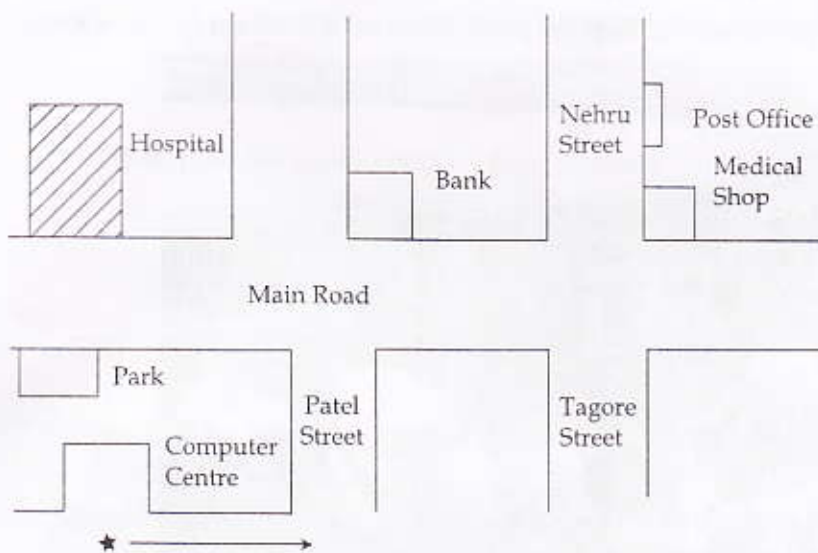 Nehru
Street
Post Office
Hospital
Medical
Shop
Bank
Main Road
Park
Patel
Street
Tagore
Street
Computer
Centre